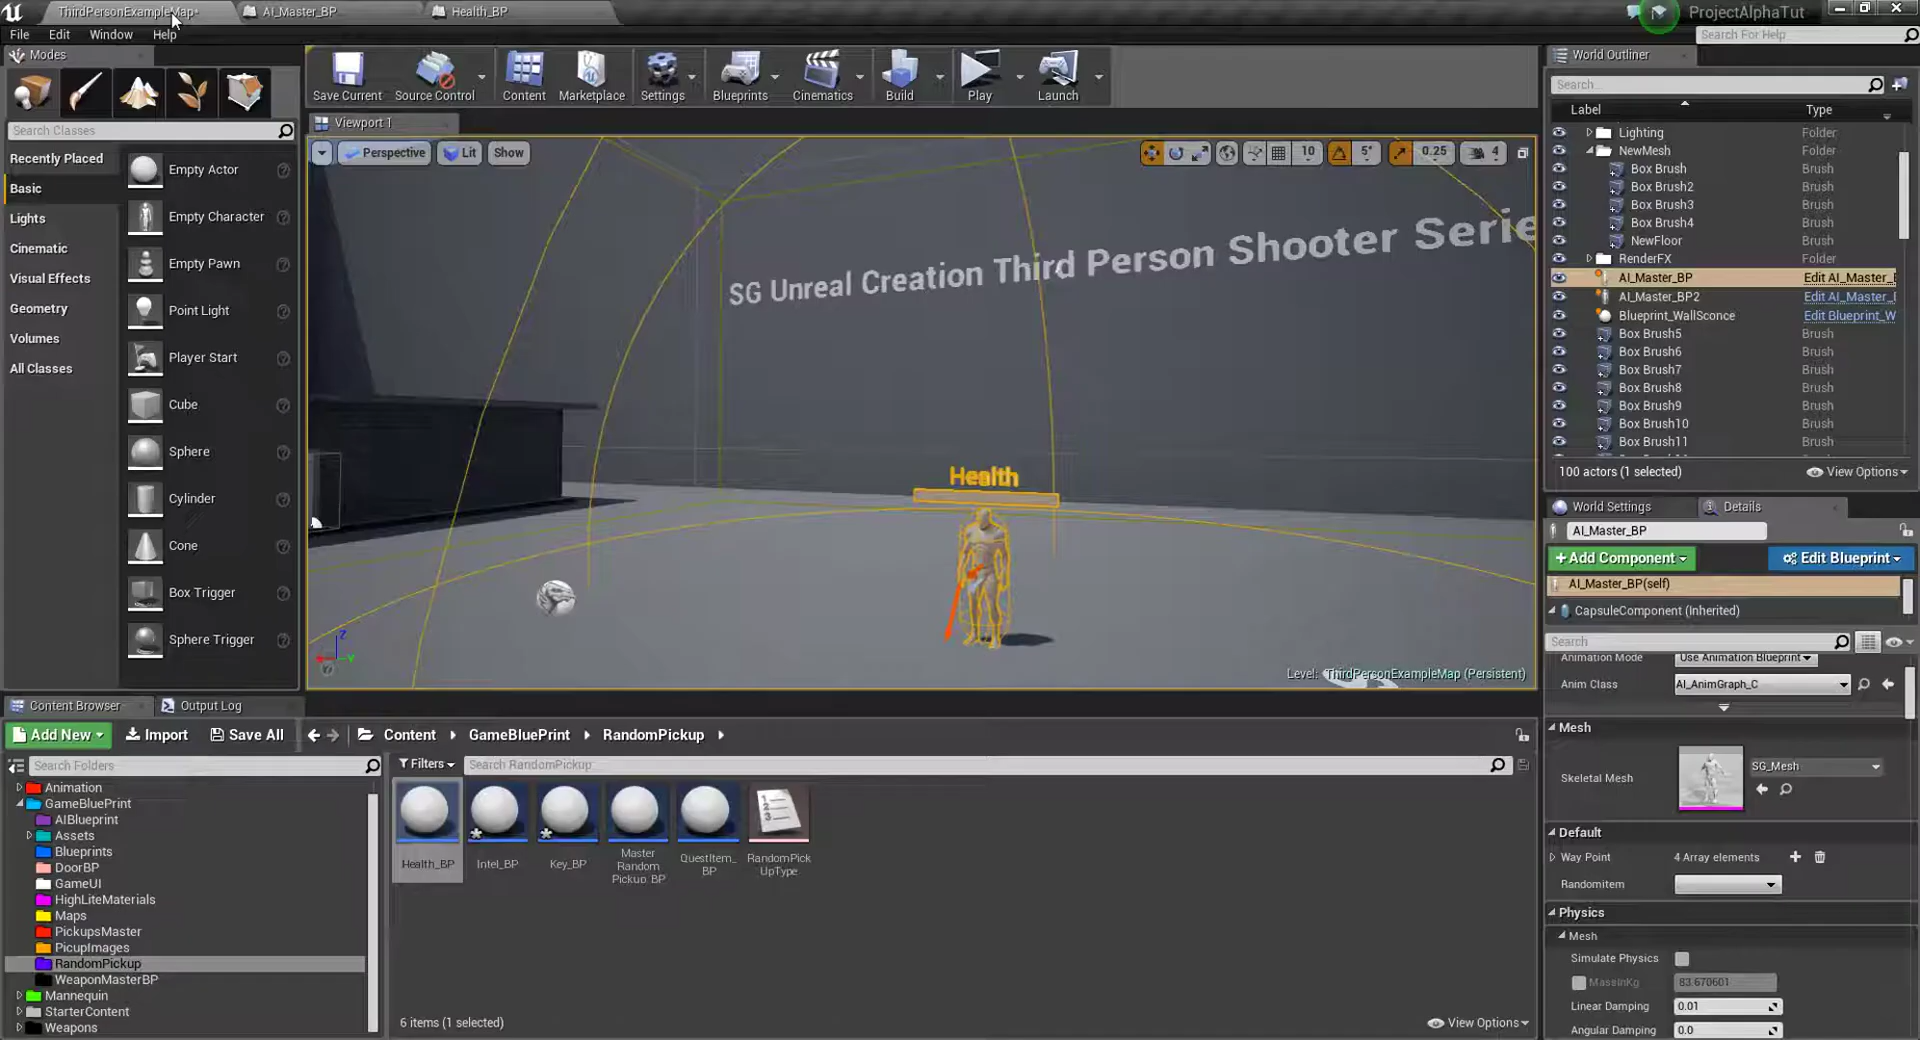 ThirdPersonExampleMap*
AI_Master_BP
Health_BP
ProjectAlphaTut
File
Edit
Window
Help
Search For Help
Modes
Search Classes
Recently Placed
Basic
Lights
Cinematic
Visual Effects
Geometry
Volumes
All Classes
Empty Actor
Empty Character
Empty Pawn
Point Light
Player Start
Cube
Sphere
Cylinder
Cone
Box Trigger
Sphere Trigger
Save Current
Source Control
Content
Marketplace
Settings
Blueprints
Cinematics
Build
Play
Launch
Viewport 1
Perspective
Lit
Show
10
5°
0.25
4
SG Unreal Creation Third Person Shooter Serie
Health
Z
Y
Level: ThirdPersonExampleMap (Persistent)
World Outliner
Search...
Label
Type
Lighting Folder
NewMesh Folder
Box Brush Brush
Box Brush2 Brush
Box Brush3 Brush
Box Brush4 Brush
NewFloor Brush
RenderFX Folder
AI_Master_BP Edit AI_Master_
AI_Master_BP2 Edit AI_Master_
Blueprint_WallSconce Edit Blueprint_W
Box Brush5 Brush
Box Brush6 Brush
Box Brush7 Brush
Box Brush8 Brush
Box Brush9 Brush
Box Brush10 Brush
Box Brush11 Brush
100 actors (1 selected)
View Options
World Settings
Details
AI_Master_BP
Add Component
Edit Blueprint
AI_Master_BP(self)
CapsuleComponent (Inherited)
Search
Animation Mode
Use Animation Blueprint
Anim Class
AI_AnimGraph_C
Mesh
Skeletal Mesh
SG_Mesh
Default
Way Point
4 Array elements
Randomitem
Physics
Mesh
Simulate Physics
MassInKg
83.670601
Linear Damping
0.01
Angular Damping
0.0
Content Browser
Output Log
Add New
Import
Save All
Content
GameBluePrint
RandomPickup
Search Folders
Filters
Search RandomPickup
Animation
GameBluePrint
AIBlueprint
Assets
Blueprints
DoorBP
GameUI
HighLiteMaterials
Maps
PickupsMaster
PicupImages
RandomPickup
WeaponMasterBP
Mannequin
StarterContent
Weapons
Health_BP
Intel_BP
Key_BP
Master
Random
Pickup_BP
QuestItem_
BP
RandomPick
UpType
1
2
3
6 items (1 selected)
View Options